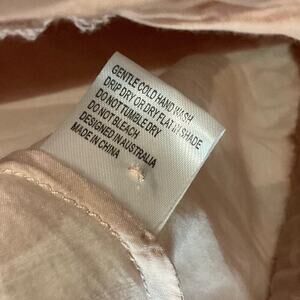 GENTLE COLD HAND WASH
DRIP DRY OR DRY FLAT IN SHADE
DO NOT TUMBLE DRY
DO NOT BLEACH
DESIGNED IN AUSTRALIA
MADE IN CHINA